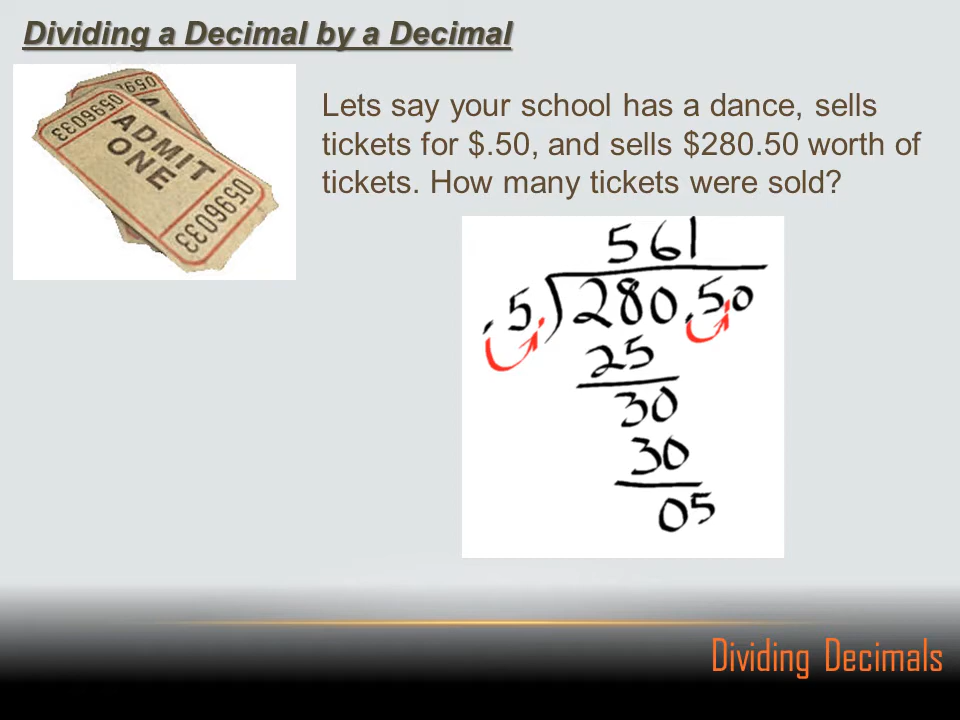 Dividing a Decimal by a Decimal
0596033
ADMIT
ONE
0596033
Lets say your school has a dance, sells
tickets for $.50, and sells $280.50 worth of
tickets. How many tickets were sold?
561
.5.)280.50
25
30
30
05
Dividing Decimals